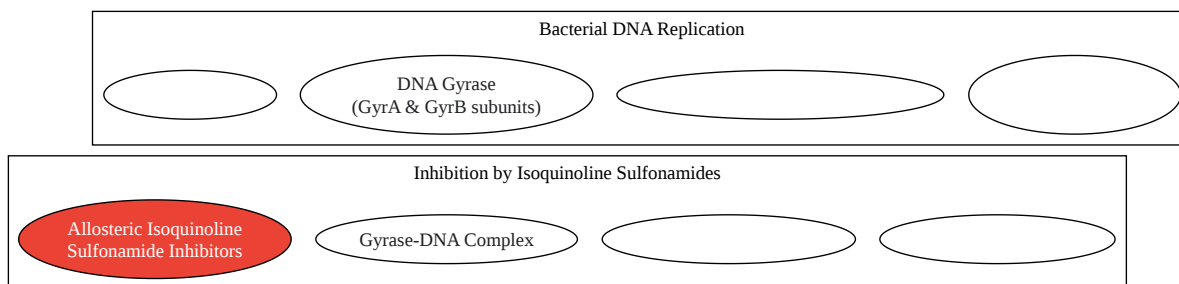 Bacterial DNA Replication
DNA Gyrase
(GyrA & GyrB subunits)
Inhibition by Isoquinoline Sulfonamides
Allosteric Isoquinoline
Sulfonamide Inhibitors
Gyrase-DNA Complex